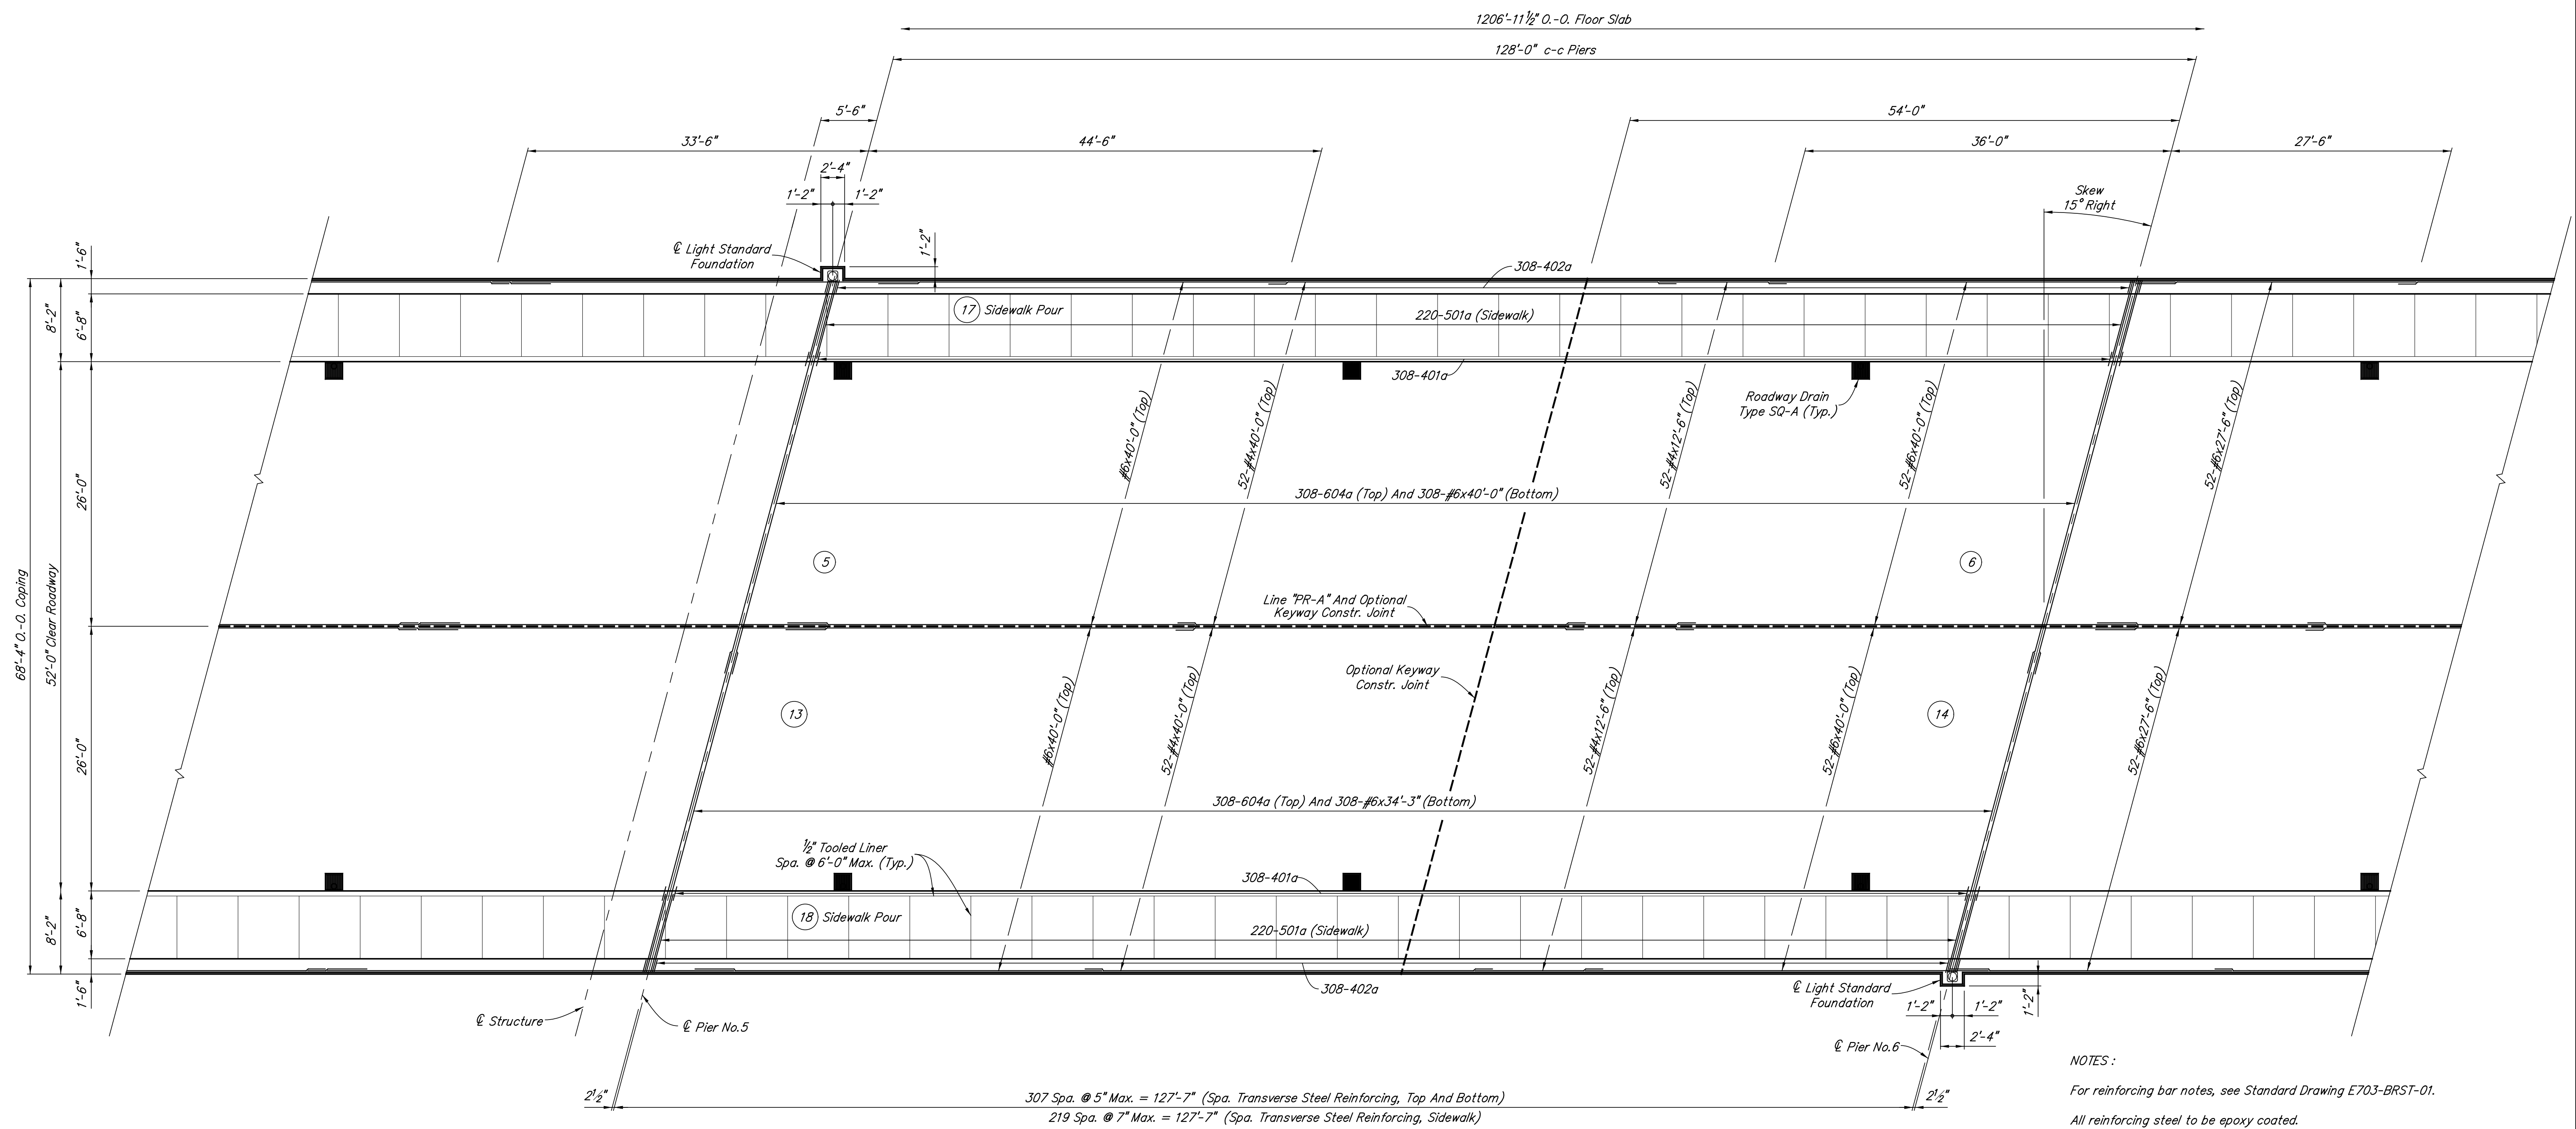 1206'-11½" O.-O. Floor Slab
128'-0" c-c Piers
5'-6"
54'-0"
33'-6"
44'-6"
36'-0"
27'-6"
2'-4"
1'-2"
1'-2"
Skew
15° Right
1'-6"
℄ Light Standard
Foundation
1'-2"
308-402a
8'-2"
6'-8"
17
Sidewalk Pour
220-501a (Sidewalk)
308-401a
Roadway Drain
Type SQ-A (Typ.)
#6x40'-0" (Top)
52-#4x40'-0" (Top)
52-#4x12'-6" (Top)
52-#6x40'-0" (Top)
52-#6x27'-6" (Top)
26'-0"
308-604a (Top) And 308-#6x40'-0" (Bottom)
5
6
68'-4" O.-O. Coping
52'-0" Clear Roadway
Line "PR-A" And Optional
Keyway Constr. Joint
Optional Keyway
Constr. Joint
13
14
#6x40'-0" (Top)
52-#4x40'-0" (Top)
52-#4x12'-6" (Top)
52-#6x40'-0" (Top)
52-#6x27'-6" (Top)
26'-0"
308-604a (Top) And 308-#6x34'-3" (Bottom)
½" Tooled Liner
Spa. @ 6'-0" Max. (Typ.)
308-401a
8'-2"
6'-8"
18
Sidewalk Pour
220-501a (Sidewalk)
308-402a
1'-6"
℄ Light Standard
Foundation
1'-2"
1'-2"
1'-2"
2'-4"
℄ Structure
℄ Pier No.5
℄ Pier No.6
2½"
307 Spa. @ 5" Max. = 127'-7" (Spa. Transverse Steel Reinforcing, Top And Bottom)
2½"
219 Spa. @ 7" Max. = 127'-7" (Spa. Transverse Steel Reinforcing, Sidewalk)
NOTES :
For reinforcing bar notes, see Standard Drawing E703-BRST-01.
All reinforcing steel to be epoxy coated.